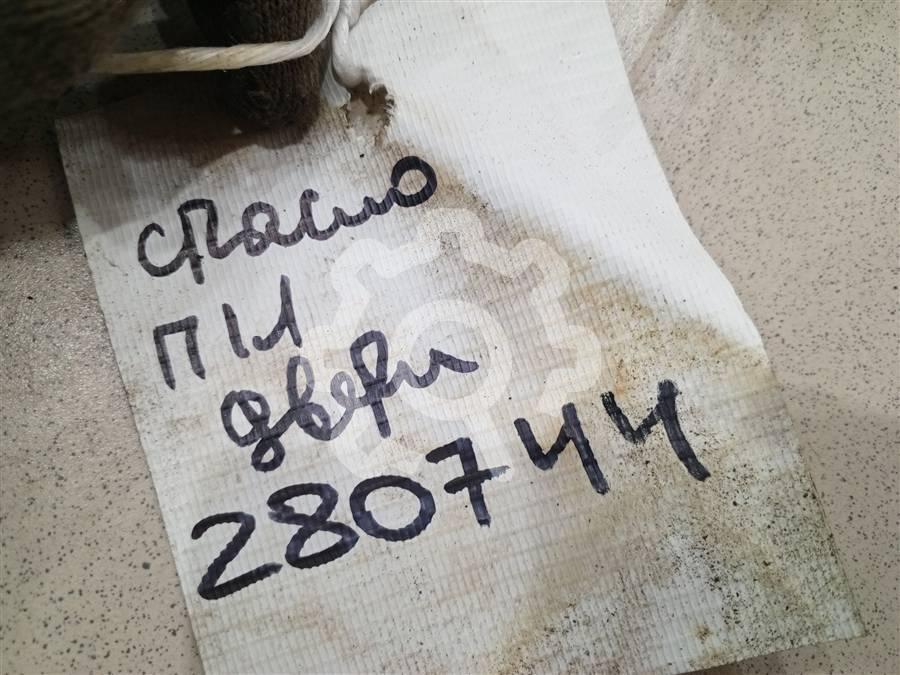 стекло
П/Л
двери
280744